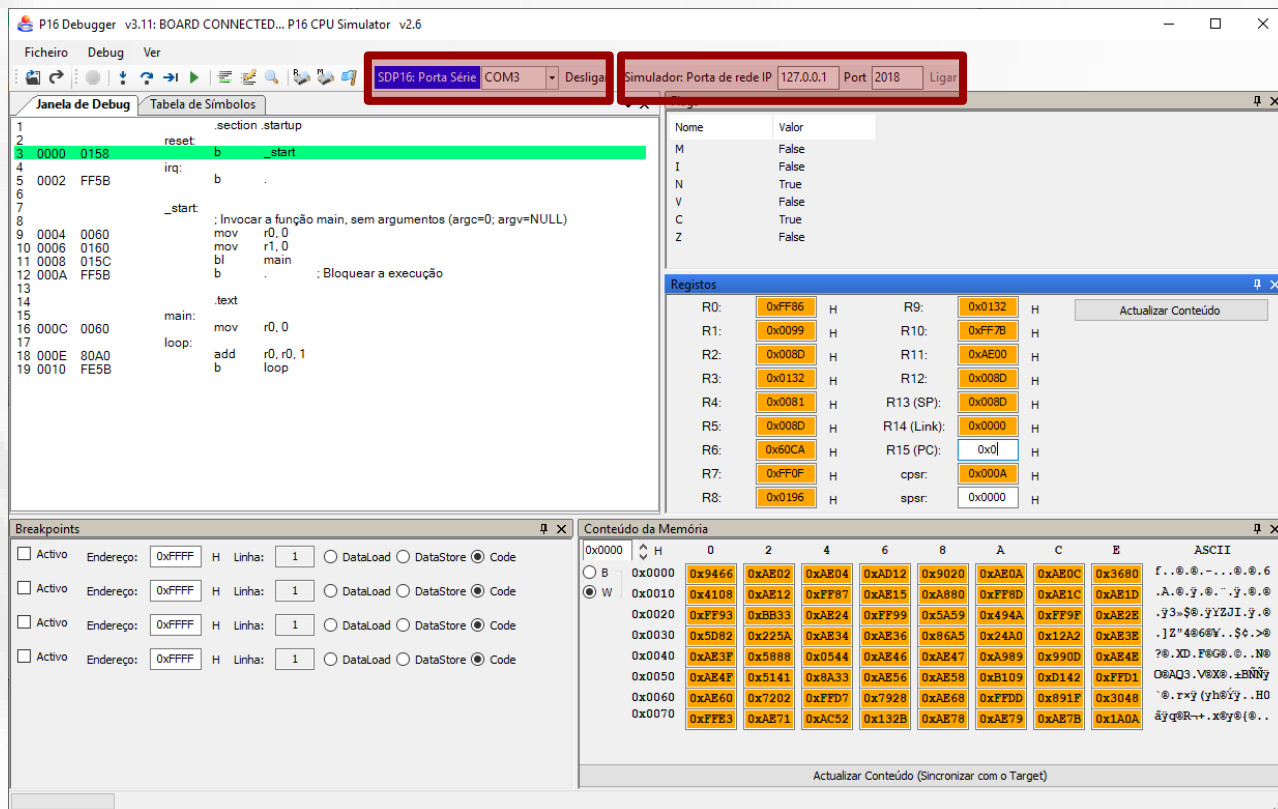 P16 Debugger v3.11: BOARD CONNECTED... P16 CPU Simulator v2.6
Ficheiro Debug Ver
SDP16: Porta Série COM3 Desligar Simulador: Porta de rede IP 127.0.0.1 Port 2018 Ligar
Janela de Debug Tabela de Símbolos
1 .section .startup
2 reset:
3 0000 0158 b _start
4 irq:
5 0002 FF5B b .
6
7 _start:
8 ; Invocar a função main, sem argumentos (argc=0; argv=NULL)
9 0004 0060 mov r0, 0
10 0006 0160 mov r1, 0
11 0008 015C bl main
12 000A FF5B b . ; Bloquear a execução
13
14 .text
15 main:
16 000C 0060 mov r0, 0
17 loop:
18 000E 80A0 add r0, r0, 1
19 0010 FE5B b loop
Nome Valor
M False
I False
N True
V False
C True
Z False
Registos
R0: 0xFF86 H R9: 0x0132 H Actualizar Conteúdo
R1: 0x0099 H R10: 0xFF7B H
R2: 0x008D H R11: 0xAE00 H
R3: 0x0132 H R12: 0x008D H
R4: 0x0081 H R13 (SP): 0x008D H
R5: 0x008D H R14 (Link): 0x0000 H
R6: 0x60CA H R15 (PC): 0x0 H
R7: 0xFF0F H cpsr: 0x000A H
R8: 0x0196 H spsr: 0x0000 H
Breakpoints
Activo Endereço: 0xFFFF H Linha: 1 DataLoad DataStore Code
Activo Endereço: 0xFFFF H Linha: 1 DataLoad DataStore Code
Activo Endereço: 0xFFFF H Linha: 1 DataLoad DataStore Code
Activo Endereço: 0xFFFF H Linha: 1 DataLoad DataStore Code
Conteúdo da Memória
0x0000 H 0 2 4 6 8 A C E ASCII
B 0x0000 0x9466 0xAE02 0xAE04 0xAD12 0x9020 0xAE0A 0xAE0C 0x3680 f..®.®.-...®.®.6
W 0x0010 0x4108 0xAE12 0xFF87 0xAE15 0xA880 0xFF8D 0xAE1C 0xAE1D .A.®.ÿ.®.¨.ÿ.®.®
0x0020 0xFF93 0xBB33 0xAE24 0xFF99 0x5A59 0x494A 0xFF9F 0xAE2E .ÿ3»$®.ÿYZJI.ÿ.®
0x0030 0x5D82 0x225A 0xAE34 0xAE36 0x86A5 0x24A0 0x12A2 0xAE3E .]Z"4®6®¥..$¢.>®
0x0040 0xAE3F 0x5888 0x0544 0xAE46 0xAE47 0xA989 0x990D 0xAE4E ?®.XD.F®G®.©..N®
0x0050 0xAE4F 0x5141 0x8A33 0xAE56 0xAE58 0xB109 0xD142 0xFFD1 O®AQ3.V®X®.±BÑÑÿ
0x0060 0xAE60 0x7202 0xFFD7 0x7928 0xAE68 0xFFDD 0x891F 0x3048 `®.r×ÿ(yh®Ýÿ..H0
0x0070 0xFFE3 0xAE71 0xAC52 0x132B 0xAE78 0xAE79 0xAE7B 0x1A0A ãÿq®R¬+.x®y®{®..
Actualizar Conteúdo (Sincronizar com o Target)